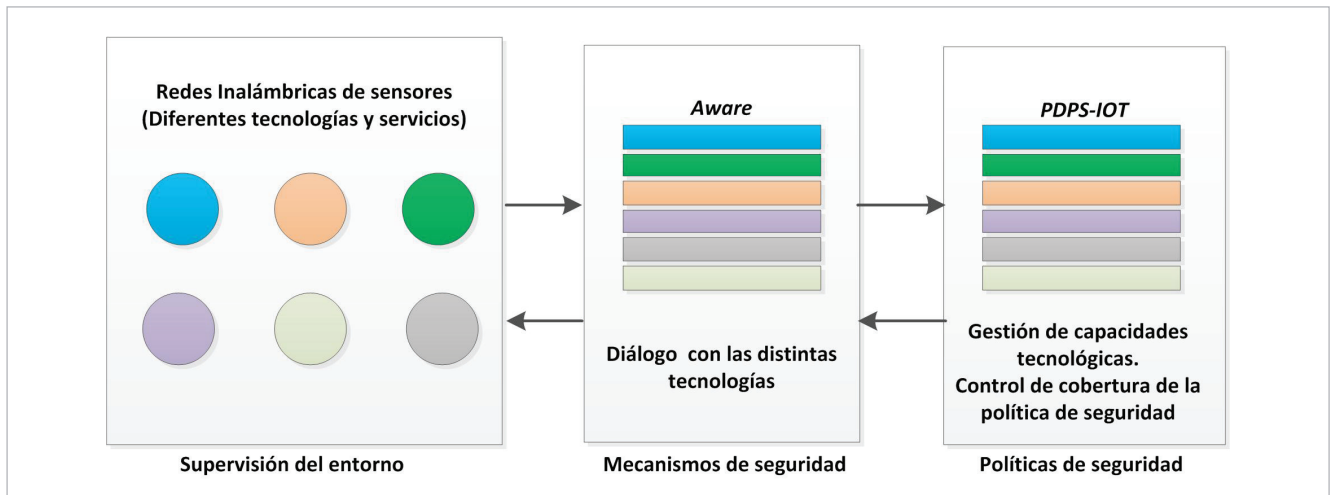 Redes Inalámbricas de sensores
(Diferentes tecnologías y servicios)
Supervisión del entorno
Aware
Diálogo con las distintas
tecnologías
Mecanismos de seguridad
PDPS-IOT
Gestión de capacidades
tecnológicas.
Control de cobertura de la
política de seguridad
Políticas de seguridad